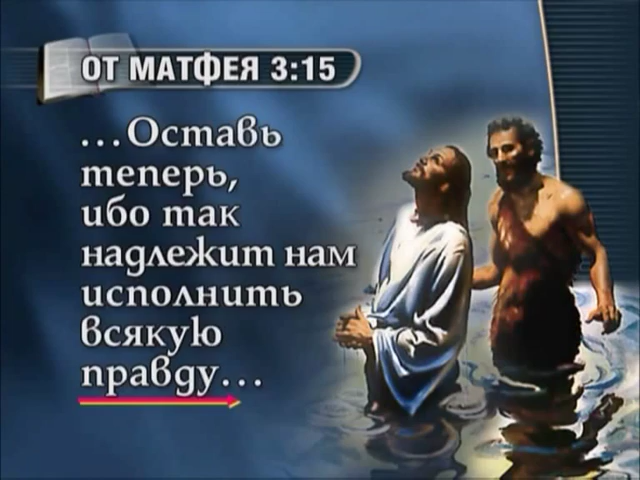 ОТ МАТФЕЯ 3:15
...Оставь
теперь,
ибо так
надлежит нам
исполнить
всякую
правду...